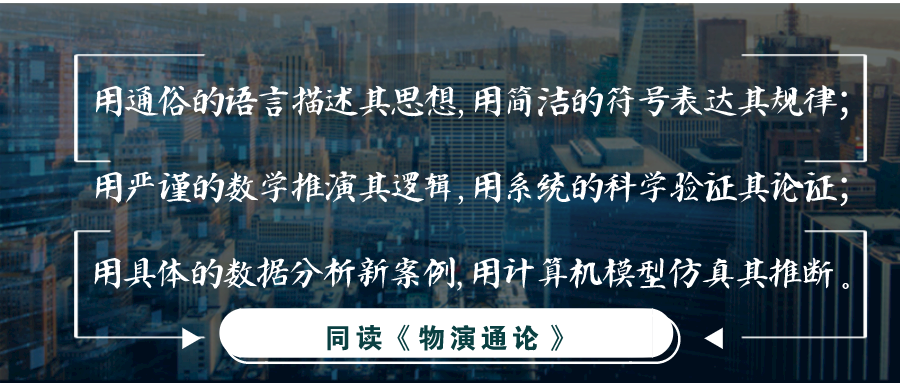 用通俗的语言描述其思想,用简洁的符号表达其规律;
用严谨的数学推演其逻辑,用系统的科学验证其论证;
用具体的数据分析新案例,用计算机模型仿真其推断。
同读《物演通论》